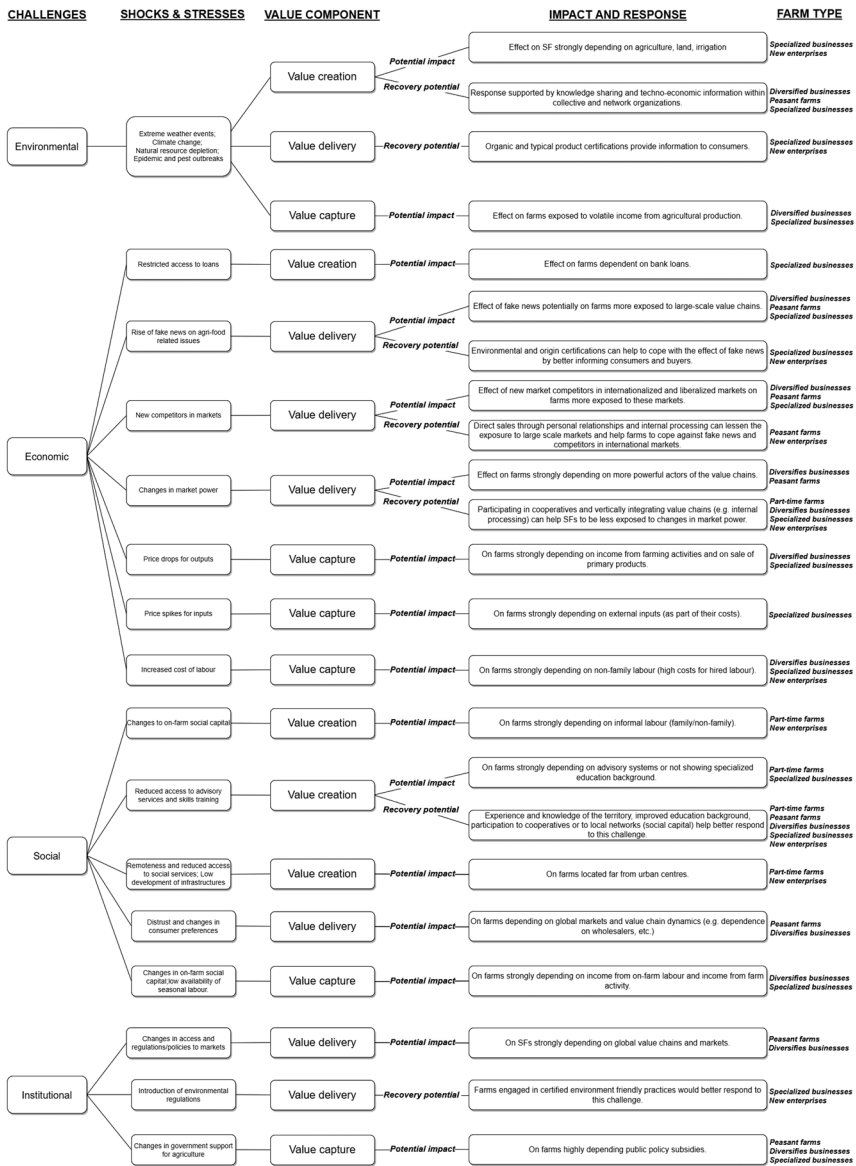 CHALLENGES
SHOCKS & STRESSES
VALUE COMPONENT
IMPACT AND RESPONSE
FARM TYPE
Environmental
Extreme weather events;
Climate change;
Natural resource depletion;
Epidemic and pest outbreaks
Value creation
Potential impact
Effect on SF strongly depending on agriculture, land, irrigation
Specialized businesses
New enterprises
Recovery potential
Response supported by knowledge sharing and techno-economic information within
collective and network organizations.
Diversified businesses
Peasant farms
Specialized businesses
Value delivery
Recovery potential
Organic and typical product certifications provide information to consumers.
Specialized businesses
New enterprises
Value capture
Potential impact
Effect on farms exposed to volatile income from agricultural production.
Diversified businesses
Specialized businesses
Economic
Restricted access to loans
Value creation
Potential impact
Effect on farms dependent on bank loans.
Specialized businesses
Rise of fake news on agri-food
related issues
Value delivery
Potential impact
Effect of fake news potentially on farms more exposed to large-scale value chains.
Diversified businesses
Peasant farms
Specialized businesses
Recovery potential
Environmental and origin certifications can help to cope with the effect of fake news
by better informing consumers and buyers.
Specialized businesses
New enterprises
New competitors in markets
Value delivery
Potential impact
Effect of new market competitors in internationalized and liberalized markets on
farms more exposed to these markets.
Diversified businesses
Peasant farms
Specialized businesses
Recovery potential
Direct sales through personal relationships and internal processing can lessen the
exposure to large scale markets and help farms to cope against fake news and
competitors in international markets.
Peasant farms
New enterprises
Changes in market power
Value delivery
Potential impact
Effect on farms strongly depending on more powerful actors of the value chains.
Diversifies businesses
Peasant farms
Recovery potential
Participating in cooperatives and vertically integrating value chains (e.g. internal
processing) can help SFs to be less exposed to changes in market power.
Part-time farms
Diversifies businesses
Specialized businesses
New enterprises
Price drops for outputs
Value capture
Potential impact
On farms strongly depending on income from farming activities and on sale of
primary products.
Diversified businesses
Specialized businesses
Price spikes for inputs
Value capture
Potential impact
On farms strongly depending on external inputs (as part of their costs).
Specialized businesses
Increased cost of labour
Value capture
Potential impact
On farms strongly depending on non-family labour (high costs for hired labour).
Diversifies businesses
Specialized businesses
New enterprises
Social
Changes to on-farm social capital
Value creation
Potential impact
On farms strongly depending on informal labour (family/non-family).
Part-time farms
New enterprises
Reduced access to advisory
services and skills training
Value creation
Potential impact
On farms strongly depending on advisory systems or not showing specialized
education background.
Part-time farms
Specialized businesses
Recovery potential
Experience and knowledge of the territory, improved education background,
participation to cooperatives or to local networks (social capital) help better respond
to this challenge.
Part-time farms
Peasant farms
Diversifies businesses
Specialized businesses
New enterprises
Remoteness and reduced access
to social services; Low
development of infrastructures
Value creation
Potential impact
On farms located far from urban centres.
Part-time farms
New enterprises
Distrust and changes in
consumer preferences
Value delivery
Potential impact
On farms depending on global markets and value chain dynamics (e.g. dependence
on wholesalers, etc.)
Peasant farms
Diversifies businesses
Changes in on-farm social
capital;low availability of
seasonal labour.
Value capture
Potential impact
On farms strongly depending on income from on-farm labour and income from farm
activity.
Diversifies businesses
Specialized businesses
Institutional
Changes in access and
regulations/policies to markets
Value delivery
Potential impact
On SFs strongly depending on global value chains and markets.
Peasant farms
Diversifies businesses
Introduction of environmental
regulations
Value delivery
Recovery potential
Farms engaged in certified environment friendly practices would better respond to
this challenge.
Specialized businesses
New enterprises
Changes in government support
for agriculture
Value capture
Potential impact
On farms highly depending public policy subsidies.
Peasant farms
Diversifies businesses
Specialized businesses